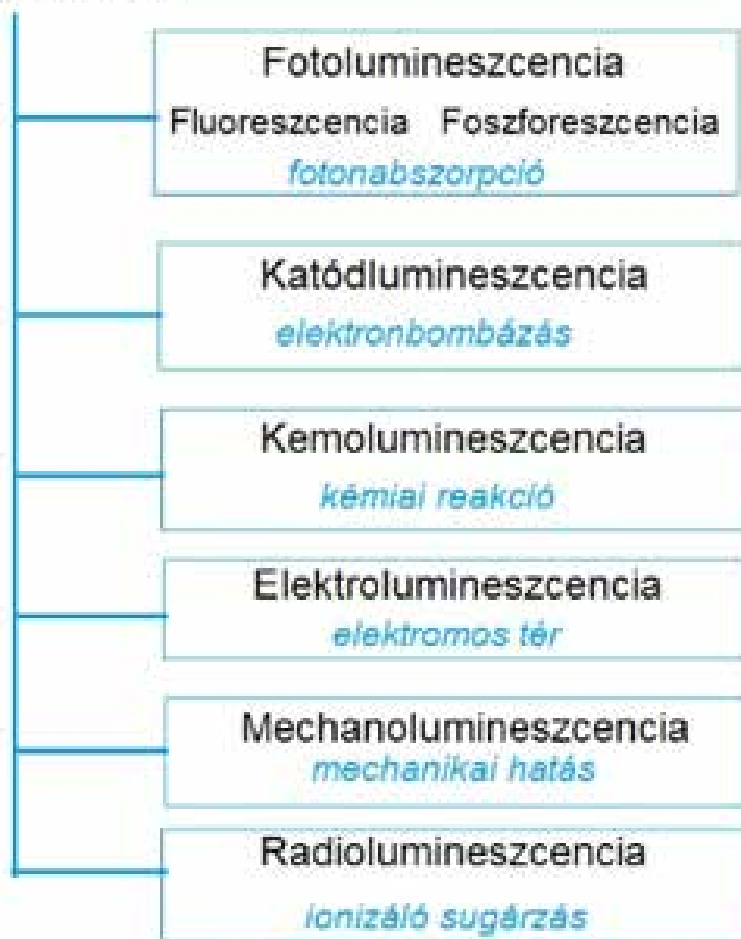 Fotolumineszcencia
Fluoreszcencia Foszforeszcencia
fotonabszorpció
Katódlumineszcencia
elektronbombázás
Kemolumineszcencia
kémiai reakció
Elektrolumineszcencia
elektromos tér
Mechanolumineszcencia
mechanikai hatás
Radiolumineszcencia
ionizáló sugárzás